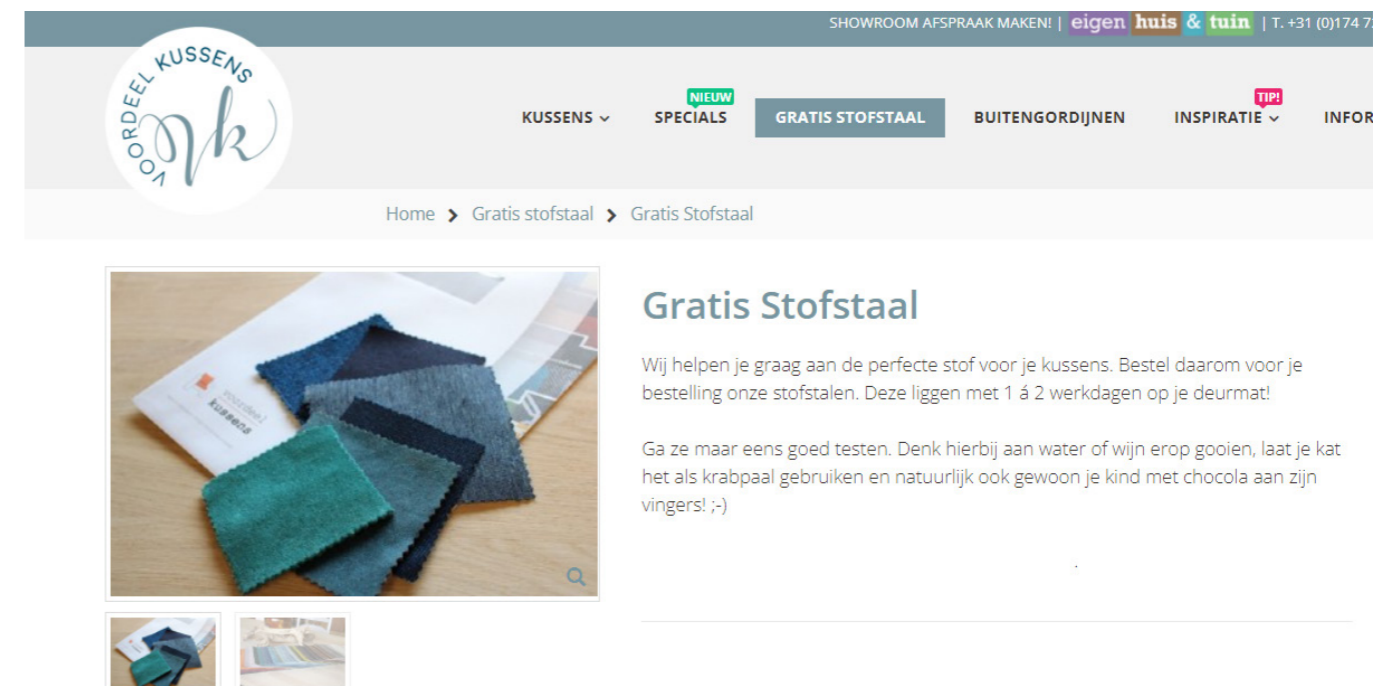 SHOWROOM AFSPRAAK MAKEN! | eigen huis & tuin | T. +31 (0)174 7
VOORDEEL KUSSENS
vk
NIEUW
TIP!
KUSSENS
SPECIALS
GRATIS STOFSTAAL
BUITENGORDIJNEN
INSPIRATIE
INFOR
Home > Gratis stofstaal > Gratis Stofstaal
voordeel
kussens
Gratis Stofstaal
Wij helpen je graag aan de perfecte stof voor je kussens. Bestel daarom voor je
bestelling onze stofstalen. Deze liggen met 1 á 2 werkdagen op je deurmat!
Ga ze maar eens goed testen. Denk hierbij aan water of wijn erop gooien, laat je kat
het als krabpaal gebruiken en natuurlijk ook gewoon je kind met chocola aan zijn
vingers! ;-)
.